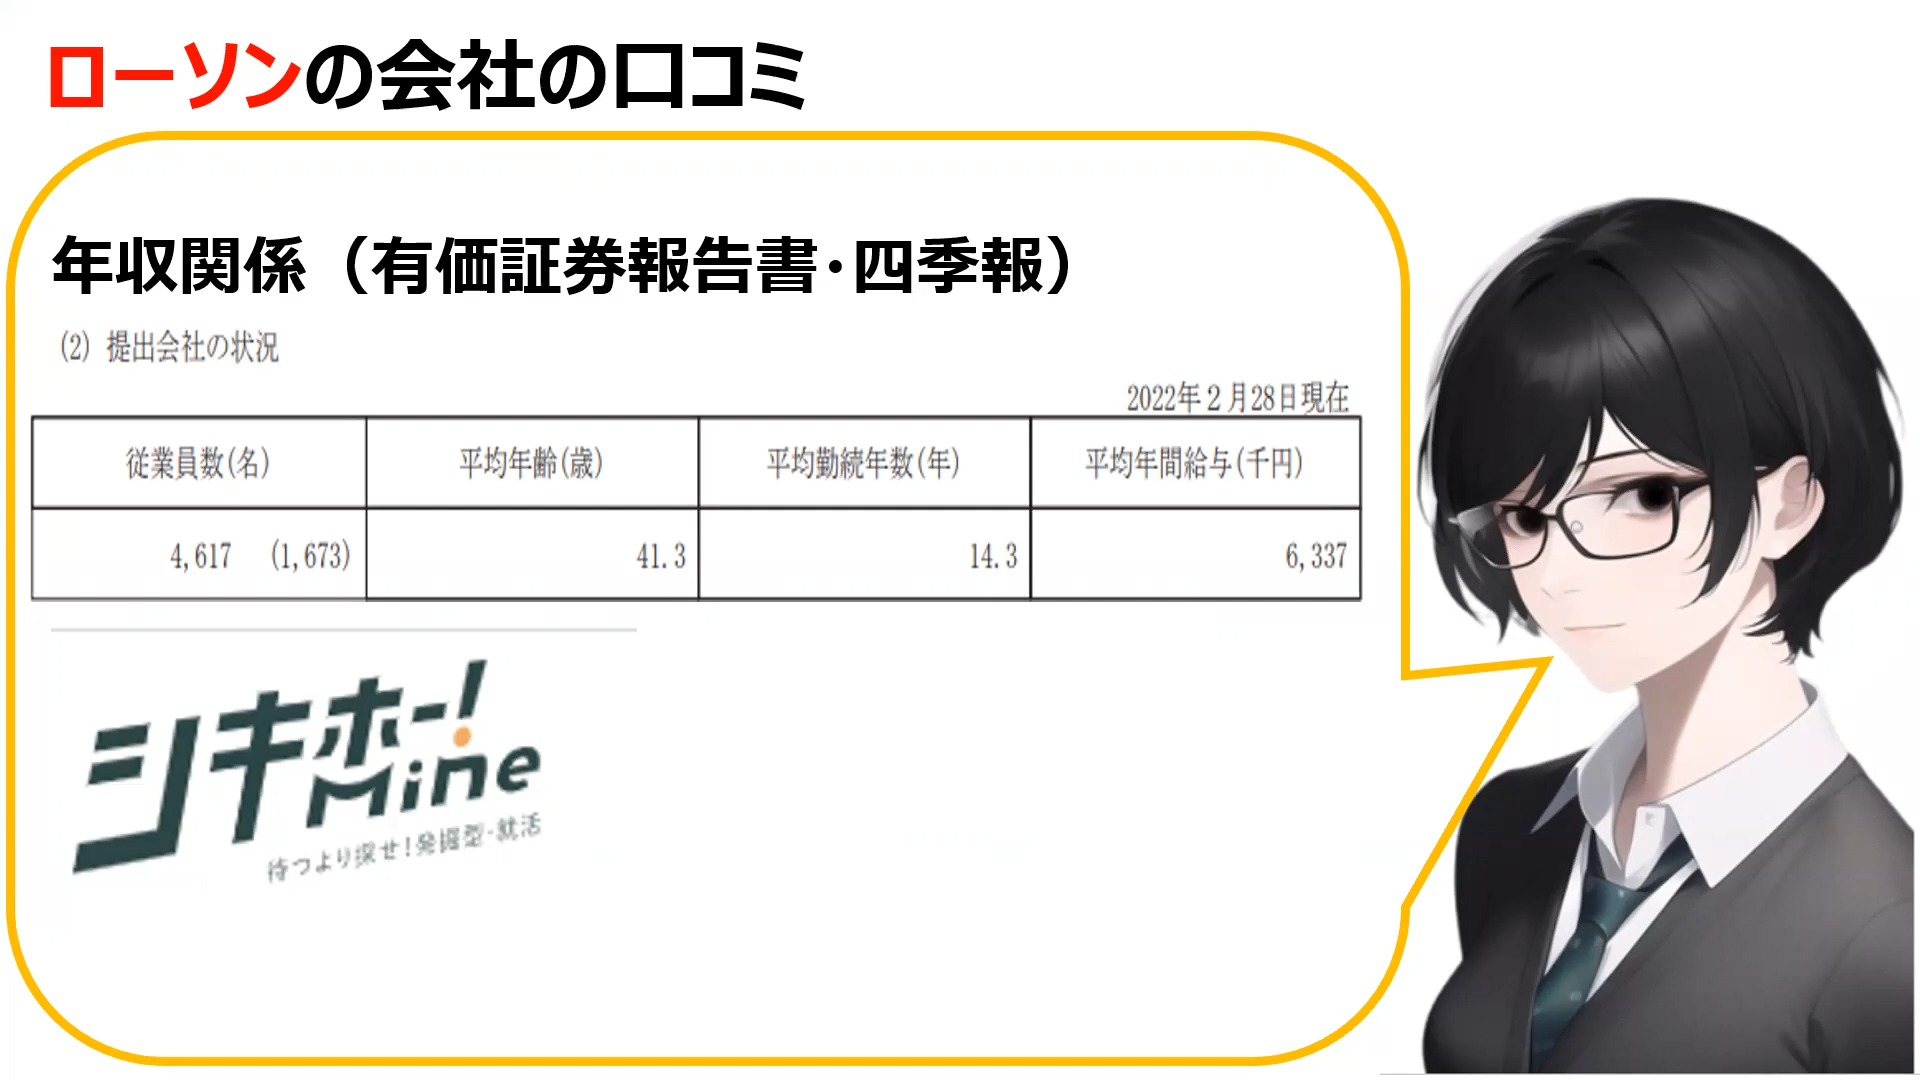 ローソンの会社の口コミ
年収関係（有価証券報告書･四季報）
(2) 提出会社の状況
2022年２月28日現在
従業員数(名) 平均年齢(歳) 平均勤続年数(年) 平均年間給与(千円)
4,617 (1,673) 41.3 14.3 6,337
シキホー!
Mine
待つより探せ!発掘型･就活